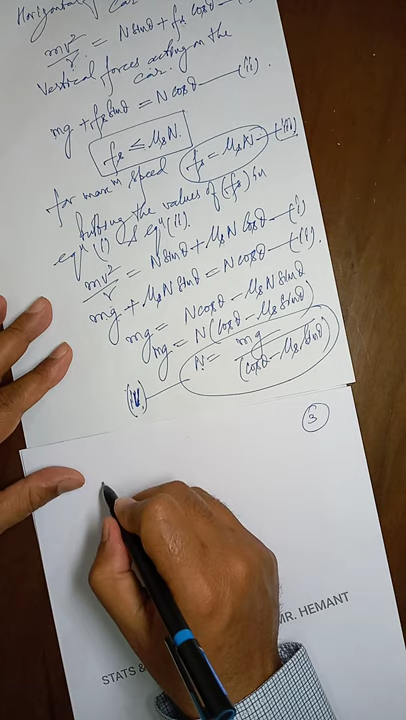 Horizontal
mv²/r = N sinθ + fs cosθ
Vertical forces acting on the
car.
mg + fs sinθ = N cosθ —(ii).
fs ≤ μsN.
for maxᵐ speed fs = μsN —(iii)
Putting the values of (fs) in
eqⁿ (i) & eqⁿ (ii).
mv²/r = N sinθ + μsN cosθ —(i)
mg + μsN sinθ = N cosθ —(ii).
mg = N cosθ - μsN sinθ
mg = N(cosθ - μs sinθ)
(iv.) N = mg/(cosθ - μs sinθ)
3
STATS &
MR. HEMANT